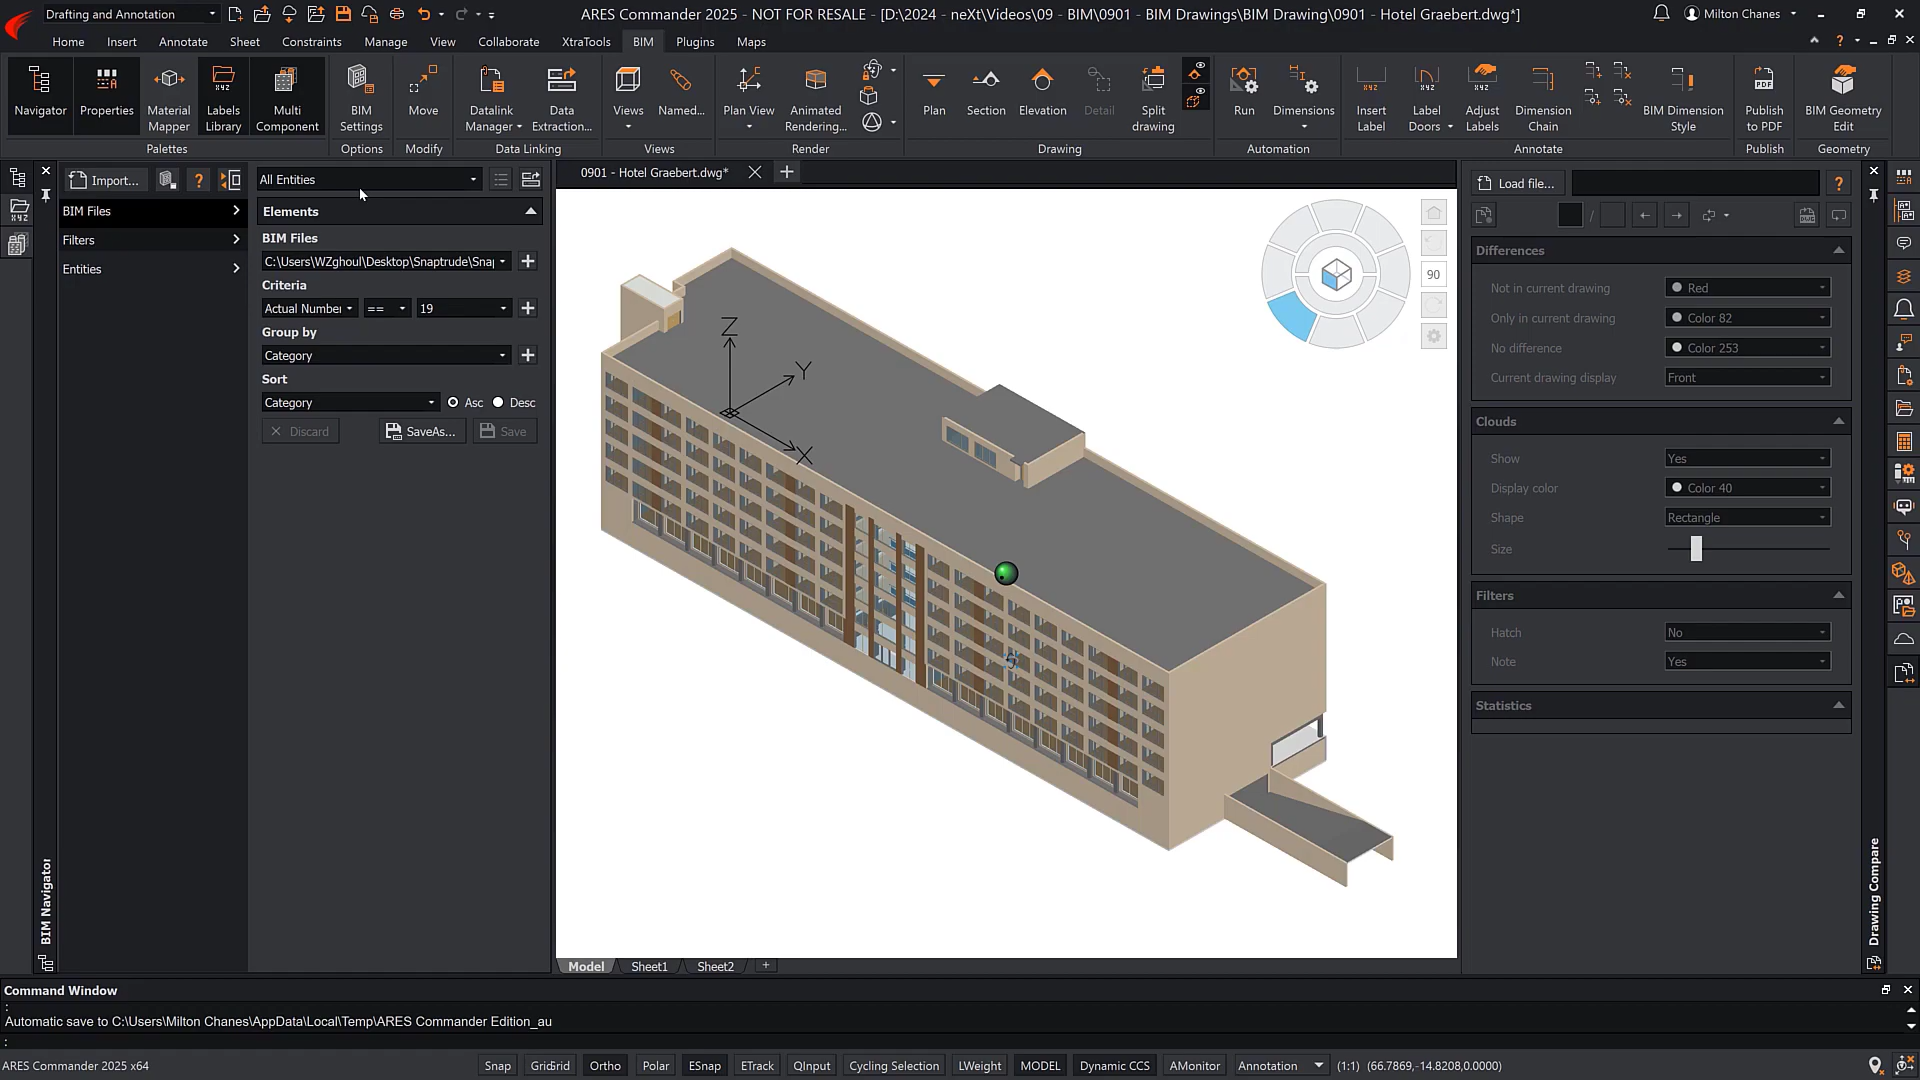 Drafting and Annotation
ARES Commander 2025 - NOT FOR RESALE - [D:\2024 - neXt\Videos\09 - BIM\0901 - BIM Drawings\BIM Drawing\0901 - Hotel Graebert.dwg*]
Milton Chanes
Home Insert Annotate Sheet Constraints Manage View Collaborate XtraTools BIM Plugins Maps
Navigator Properties Material Mapper Labels Library Multi Component
BIM Settings
Move
Datalink Manager Data Extraction...
Views Named...
Plan View Animated Rendering...
Plan Section Elevation Detail Split drawing
Run Dimensions
Insert Label Label Doors Adjust Labels Dimension Chain BIM Dimension Style
Publish to PDF
BIM Geometry Edit
Palettes Options Modify Data Linking Views Render Drawing Automation Annotate Publish Geometry
Import...
BIM Files
Filters
Entities
BIM Navigator
All Entities
Elements
BIM Files
C:\Users\WZghoul\Desktop\Snaptrude\Snap
Criteria
Actual Number == 19
Group by
Category
Sort
Category Asc Desc
Discard SaveAs... Save
0901 - Hotel Graebert.dwg*
90
Z
Y
X
Model Sheet1 Sheet2
Load file...
/
Differences
Not in current drawing Red
Only in current drawing Color 82
No difference Color 253
Current drawing display Front
Clouds
Show Yes
Display color Color 40
Shape Rectangle
Size
Filters
Hatch No
Note Yes
Statistics
Drawing Compare
Command Window
:
Automatic save to C:\Users\Milton Chanes\AppData\Local\Temp\ARES Commander Edition_au
:
ARES Commander 2025 x64
Snap Gridrid Ortho Polar ESnap ETrack QInput Cycling Selection LWeight MODEL Dynamic CCS AMonitor Annotation (1:1) (66.7869,-14.8208,0.0000)